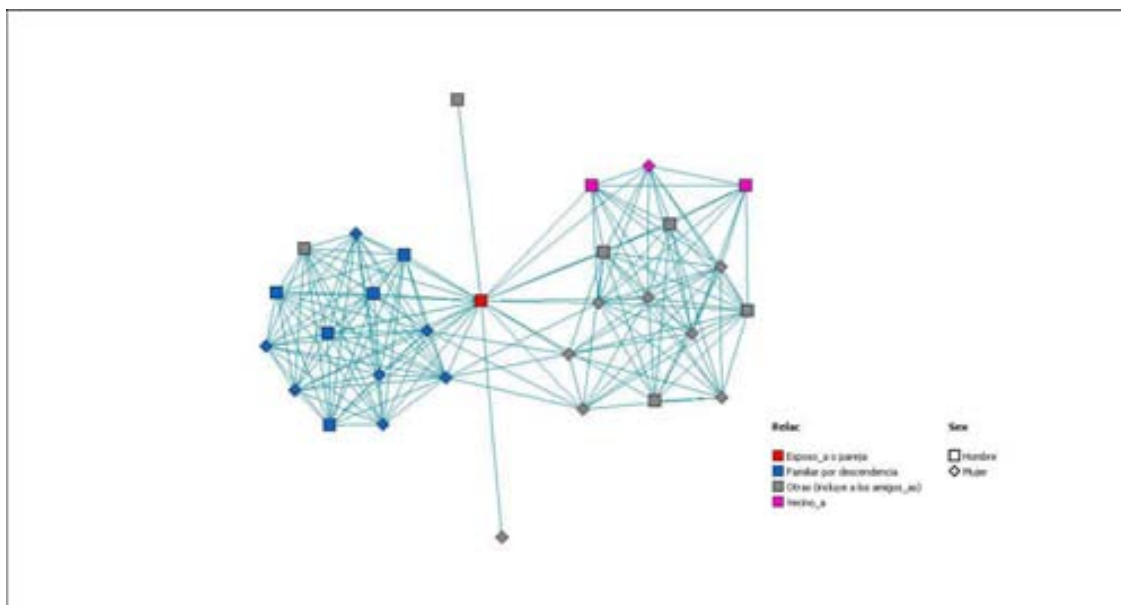 Relac
Esposo_a o pareja
Familiar por descendencia
Otras (incluye a los amigos_as)
Vecino_a
Sex
Hombre
Mujer